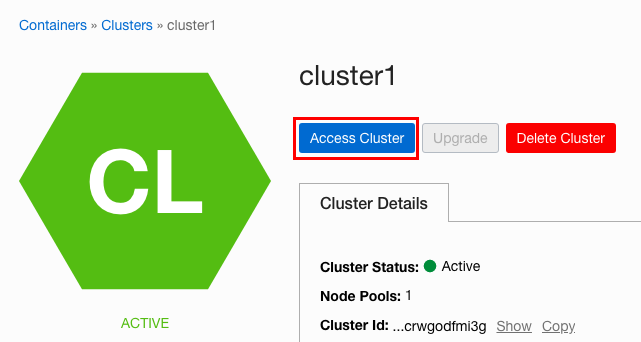 Containers » Clusters » cluster1
CL
ACTIVE
cluster1
Access Cluster Upgrade Delete Cluster
Cluster Details
Cluster Status: Active
Node Pools: 1
Cluster Id: ...crwgodfmi3g Show Copy